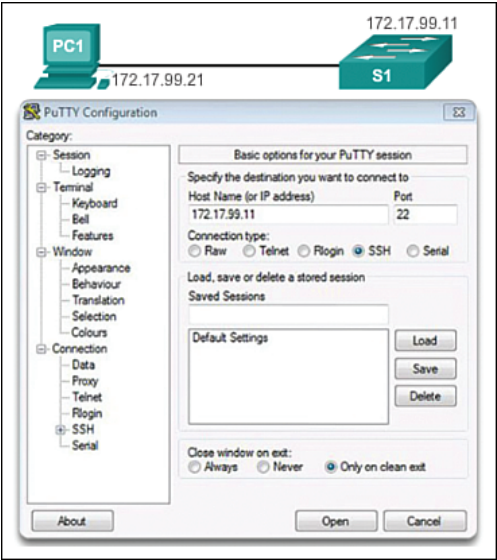 172.17.99.11
PC1
S1
172.17.99.21
PuTTY Configuration
Category:
Session
Logging
Terminal
Keyboard
Bell
Features
Window
Appearance
Behaviour
Translation
Selection
Colours
Connection
Data
Proxy
Telnet
Rlogin
SSH
Serial
Basic options for your PuTTY session
Specify the destination you want to connect to
Host Name (or IP address) Port
172.17.99.11 22
Connection type:
Raw Telnet Rlogin SSH Serial
Load, save or delete a stored session
Saved Sessions
Default Settings
Load
Save
Delete
Close window on exit:
Always Never Only on clean exit
About Open Cancel